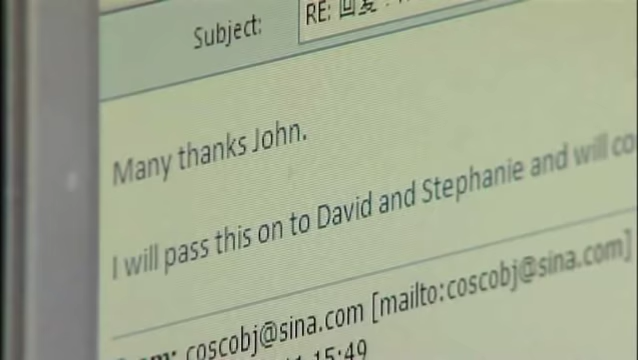 Subject: RE: 回复:
Many thanks John.
I will pass this on to David and Stephanie and will co
coscobj@sina.com [mailto:coscobj@sina.com]
15:49